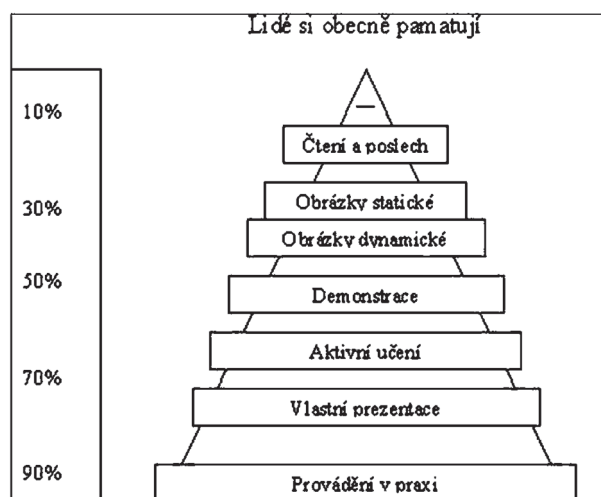 Lidé si obecně pamatují
10%
Čtení a poslech
30%
Obrázky statické
Obrázky dynamické
50%
Demonstrace
Aktivní učení
70%
Vlastní prezentace
90%
Provádění v praxi